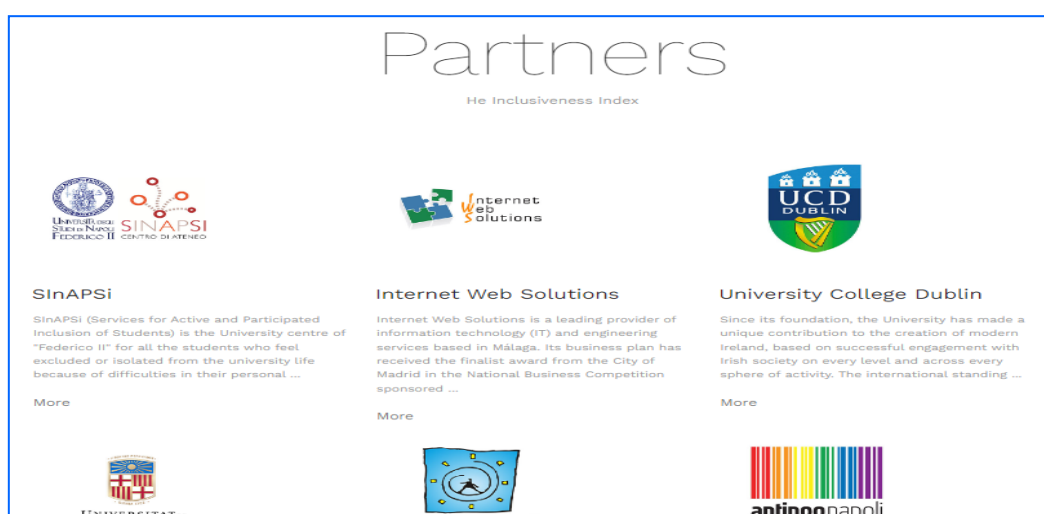 Partners
He Inclusiveness Index
UNIVERSITÀ DEGLI
STUDI DI NAPOLI
FEDERICO II
SINAPSI
CENTRO DI ATENEO
Internet
Web
Solutions
UCD
DUBLIN
SInAPSi
SInAPSi (Services for Active and Participated
Inclusion of Students) is the University centre of
"Federico II" for all the students who feel
excluded or isolated from the university life
because of difficulties in their personal ...
More
Internet Web Solutions
Internet Web Solutions is a leading provider of
information technology (IT) and engineering
services based in Málaga. Its business plan has
received the finalist award from the City of
Madrid in the National Business Competition
sponsored ...
More
University College Dublin
Since its foundation, the University has made a
unique contribution to the creation of modern
Ireland, based on successful engagement with
Irish society on every level and across every
sphere of activity. The international standing ...
More
UNIVERSITAT
antinoo napoli